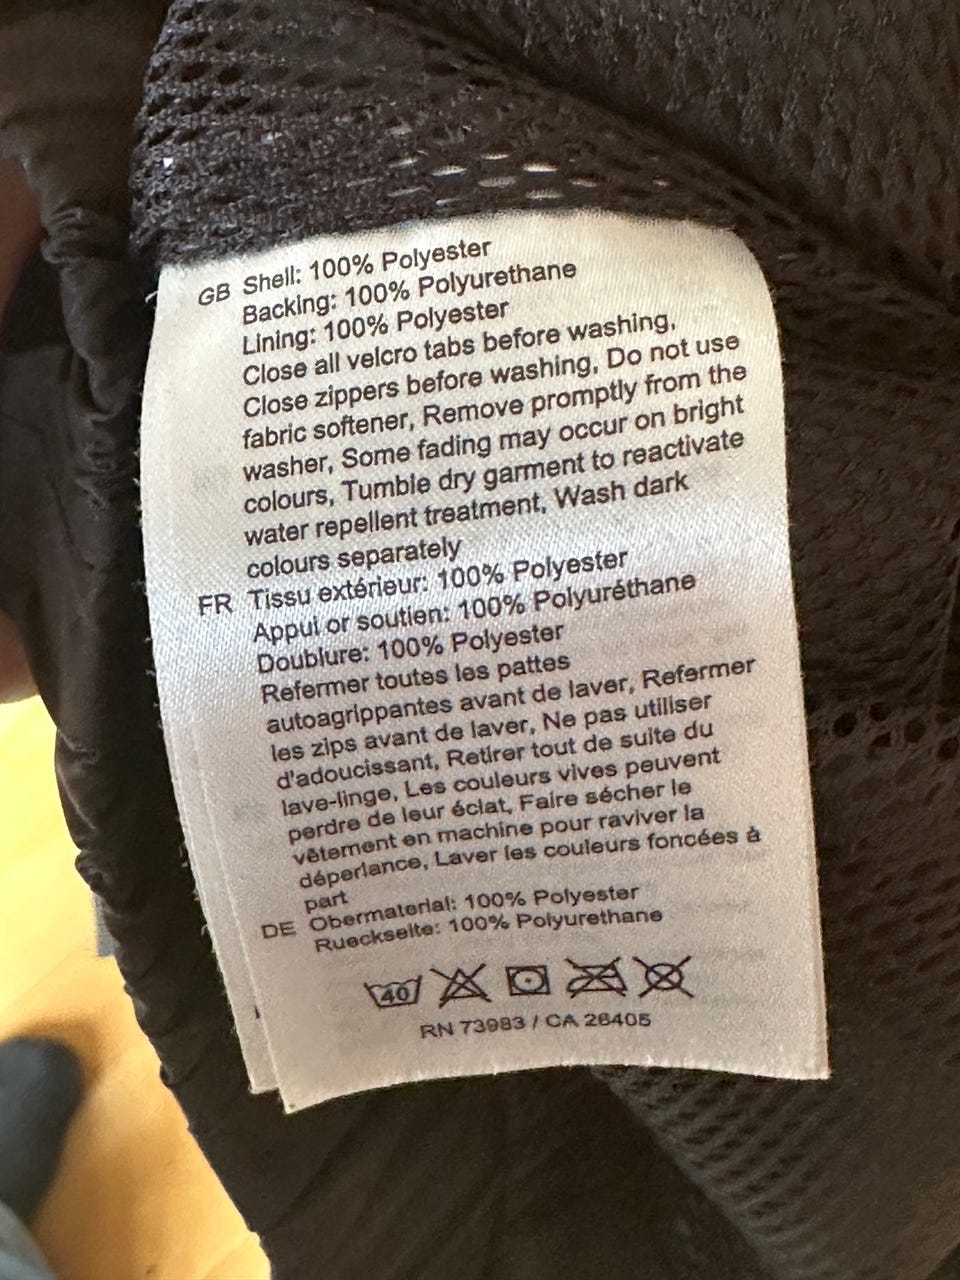 GB Shell: 100% Polyester
Backing: 100% Polyurethane
Lining: 100% Polyester
Close all velcro tabs before washing,
Close zippers before washing, Do not use
fabric softener, Remove promptly from the
washer, Some fading may occur on bright
colours, Tumble dry garment to reactivate
water repellent treatment, Wash dark
colours separately
FR Tissu extérieur: 100% Polyester
Appui or soutien: 100% Polyuréthane
Doublure: 100% Polyester
Refermer toutes les pattes
autoagrippantes avant de laver, Refermer
les zips avant de laver, Ne pas utiliser
d'adoucissant, Retirer tout de suite du
lave-linge, Les couleurs vives peuvent
perdre de leur éclat, Faire sécher le
vêtement en machine pour raviver la
déperlance, Laver les couleurs foncées à
part
DE Obermaterial: 100% Polyester
Rueckseite: 100% Polyurethane
40
RN 73983 / CA 26405